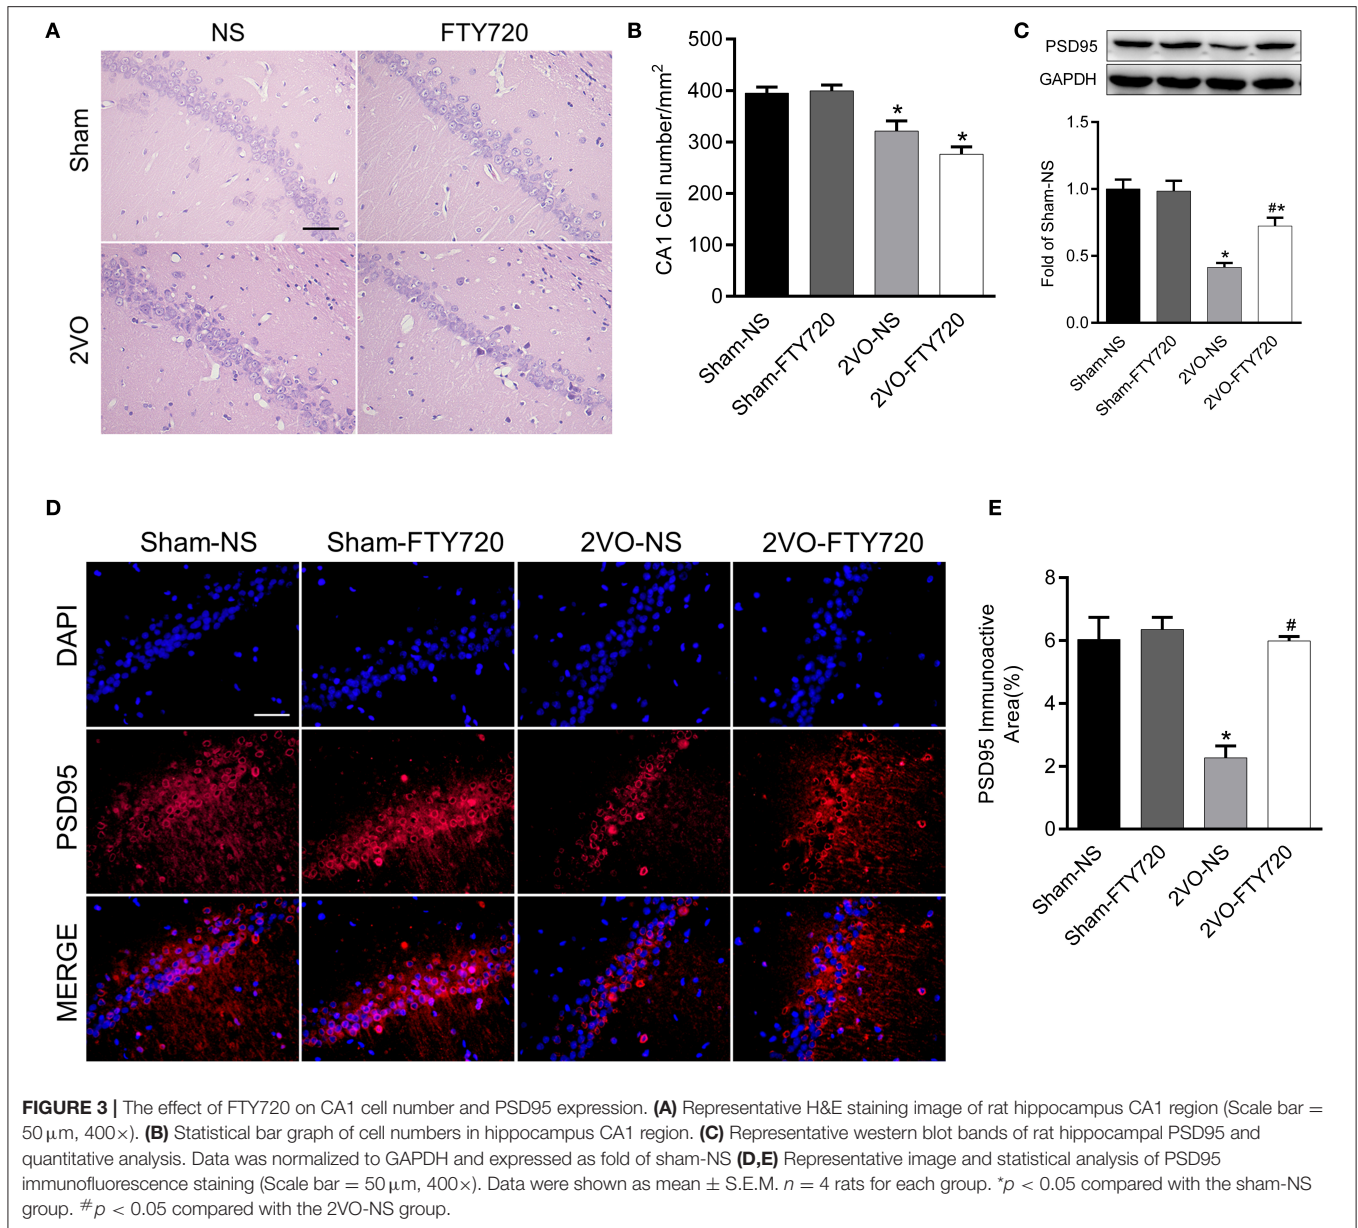 A
NS
FTY720
Sham
2VO
B
500
400
300
200
100
0
CA1 Cell number/mm²
*
*
Sham-NS
Sham-FTY720
2VO-NS
2VO-FTY720
C
PSD95
GAPDH
1.5
1.0
0.5
0.0
Fold of Sham-NS
*
#*
Sham-NS
Sham-FTY720
2VO-NS
2VO-FTY720
D
Sham-NS
Sham-FTY720
2VO-NS
2VO-FTY720
DAPI
PSD95
MERGE
E
8
6
4
2
0
PSD95 Immunoactive
Area(%)
*
#
Sham-NS
Sham-FTY720
2VO-NS
2VO-FTY720
FIGURE 3 | The effect of FTY720 on CA1 cell number and PSD95 expression. (A) Representative H&E staining image of rat hippocampus CA1 region (Scale bar =
50 μm, 400×). (B) Statistical bar graph of cell numbers in hippocampus CA1 region. (C) Representative western blot bands of rat hippocampal PSD95 and
quantitative analysis. Data was normalized to GAPDH and expressed as fold of sham-NS (D,E) Representative image and statistical analysis of PSD95
immunofluorescence staining (Scale bar = 50 μm, 400×). Data were shown as mean ± S.E.M. n = 4 rats for each group. *p < 0.05 compared with the sham-NS
group. #p < 0.05 compared with the 2VO-NS group.